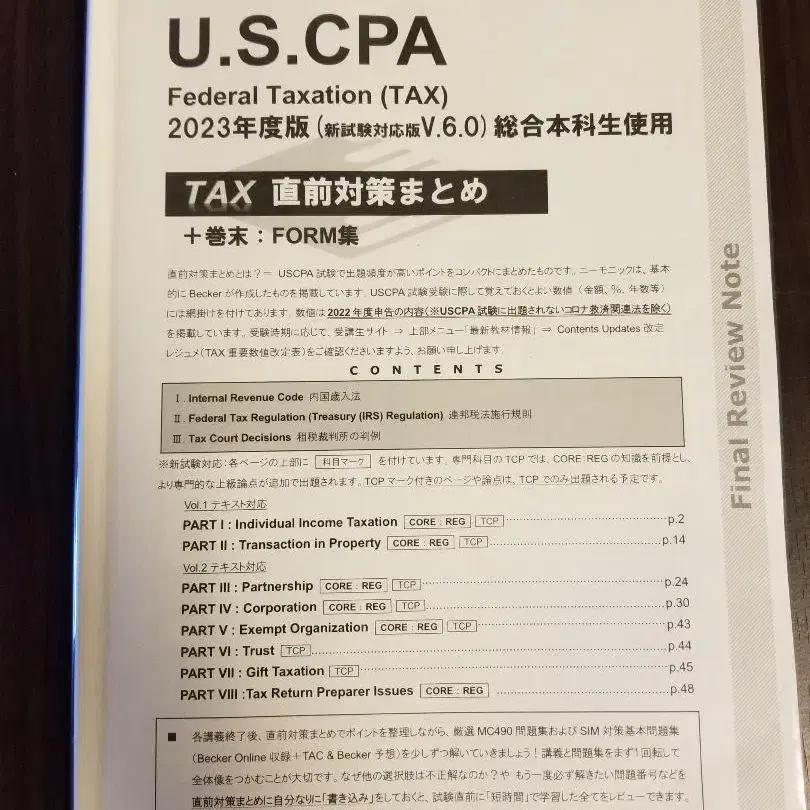 U.S.CPA
Federal Taxation (TAX)
2023年度版(新試験対応版V.6.0) 総合本科生使用
TAX 直前対策まとめ
＋巻末：FORM集
直前対策まとめとは？＝ USCPA試験で出題頻度が高いポイントをコンパクトにまとめたものです。ニーモニックは、基本
的にBeckerが作成したものを掲載しています。USCPA試験受験に際して覚えておくとよい数値（金額、%、年数等）
には網掛けを付けてあります。数値は2022年度申告の内容(※USCPA試験に出題されないコロナ救済関連法を除く)
を掲載しています。受験時期に応じて、受講生サイト ⇒ 上部メニュー「最新教材情報」⇒ Contents Updates 改定
レジュメ(TAX 重要数値改定表)をご確認くださいますよう、お願い申し上げます。
CONTENTS
Ⅰ. Internal Revenue Code 内国歳入法
Ⅱ. Federal Tax Regulation (Treasury (IRS) Regulation) 連邦税法施行規則
Ⅲ. Tax Court Decisions 租税裁判所の判例
※新試験対応：各ページの上部に 科目マーク を付けています。専門科目のTCPでは、CORE：REGの知識を前提とし、
より専門的な上級論点が追加で出題されます。TCPマーク付きのページや論点は、TCPでのみ出題される予定です。
Vol.1 テキスト対応
PART I : Individual Income Taxation CORE：REG TCP p.2
PART II : Transaction in Property CORE：REG TCP p.14
Vol.2 テキスト対応
PART III : Partnership CORE：REG TCP p.24
PART IV : Corporation CORE：REG TCP p.30
PART V : Exempt Organization CORE：REG TCP p.43
PART VI : Trust TCP p.44
PART VII : Gift Taxation TCP p.45
PART VIII :Tax Return Preparer Issues CORE：REG p.48
■ 各講義終了後、直前対策まとめでポイントを整理しながら、厳選MC490問題集およびSIM対策基本問題集
（Becker Online 収録＋TAC & Becker 予想）を少しずつ解いていきましょう！講義と問題集をまず1回転して
全体像をつかむことが大切です。なぜ他の選択肢は不正解なのか？や もう一度必ず解きたい問題番号などを
直前対策まとめに自分なりに「書き込み」をしておくと、試験直前に「短時間」で学習した全てをレビューできます。
Final Review Note